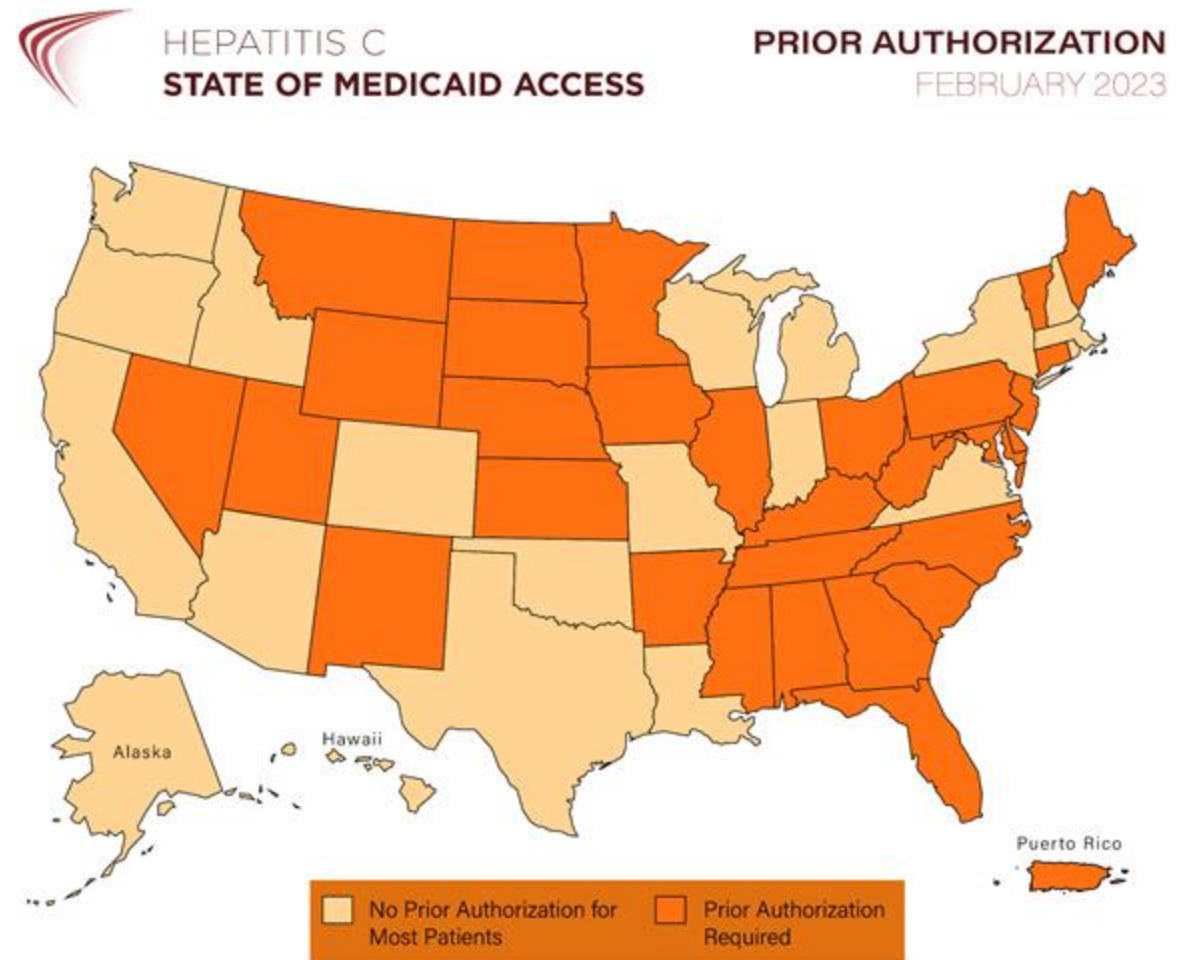 HEPATITIS C
STATE OF MEDICAID ACCESS
PRIOR AUTHORIZATION
FEBRUARY 2023
Alaska
Hawaii
Puerto Rico
No Prior Authorization for
Most Patients
Prior Authorization
Required